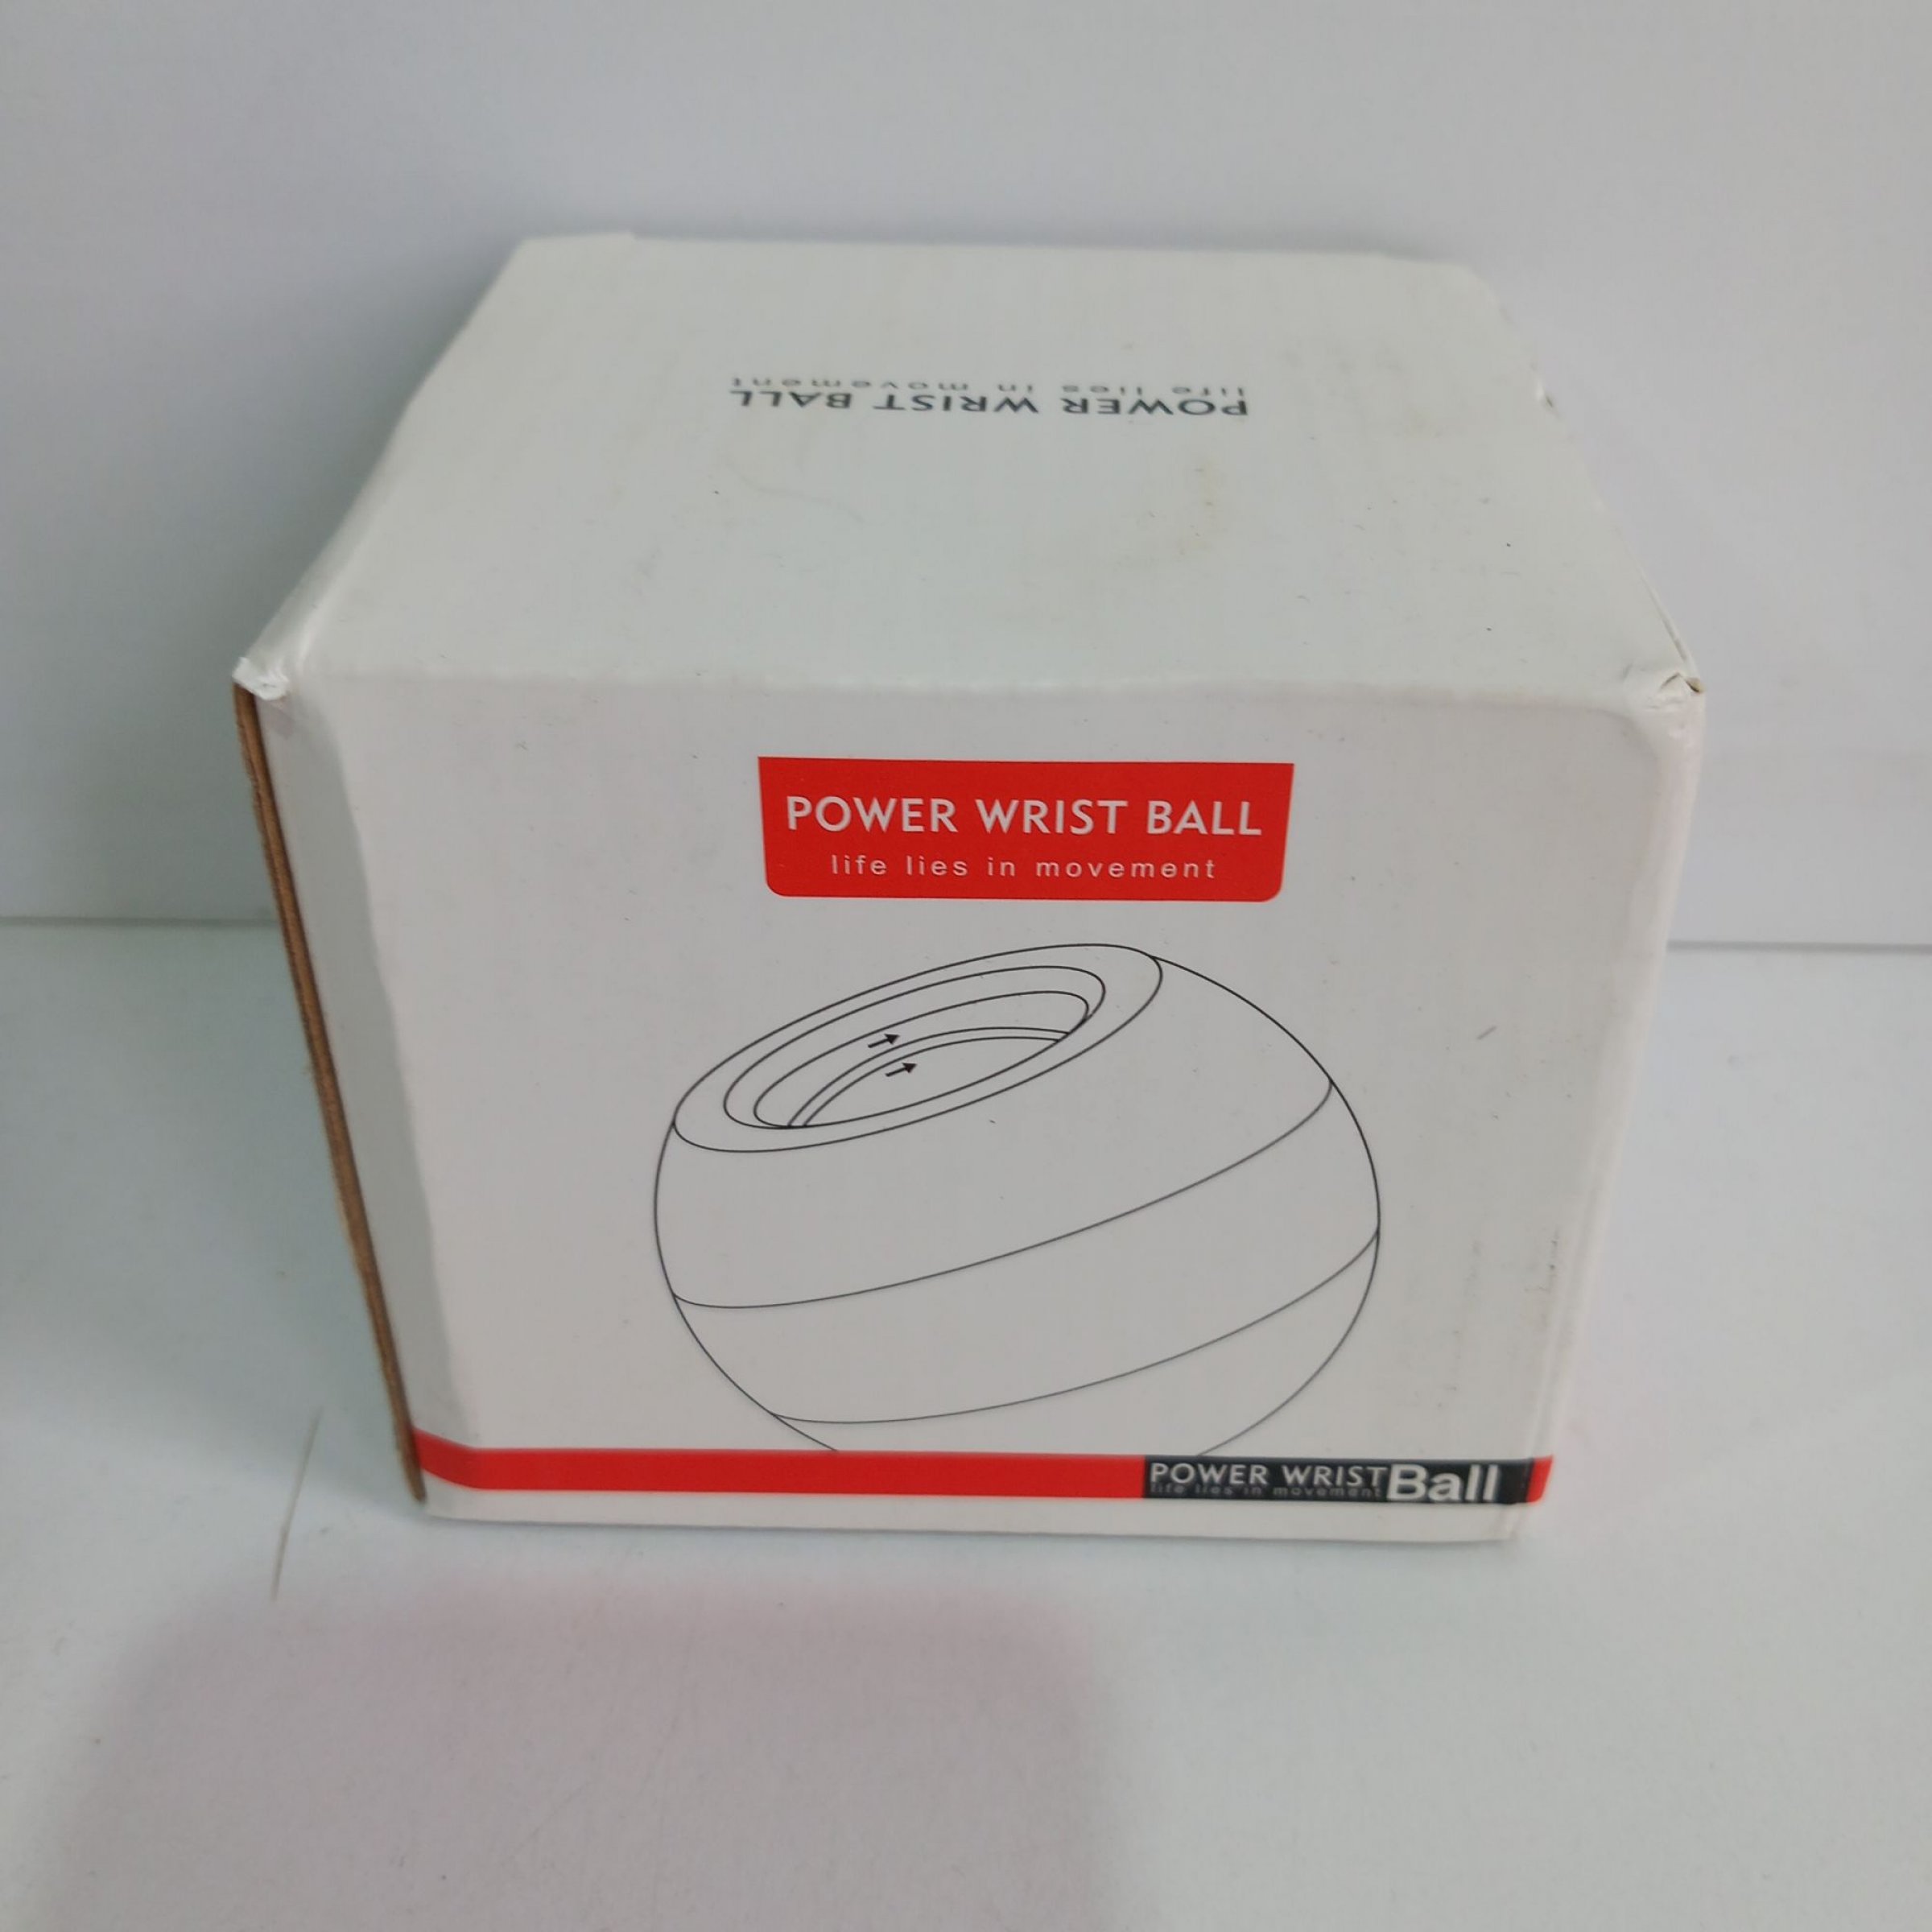 POWER WRIST BALL
life lies in movement
POWER WRIST BALL
life lies in movement
POWER WRIST Ball
life lies in movement